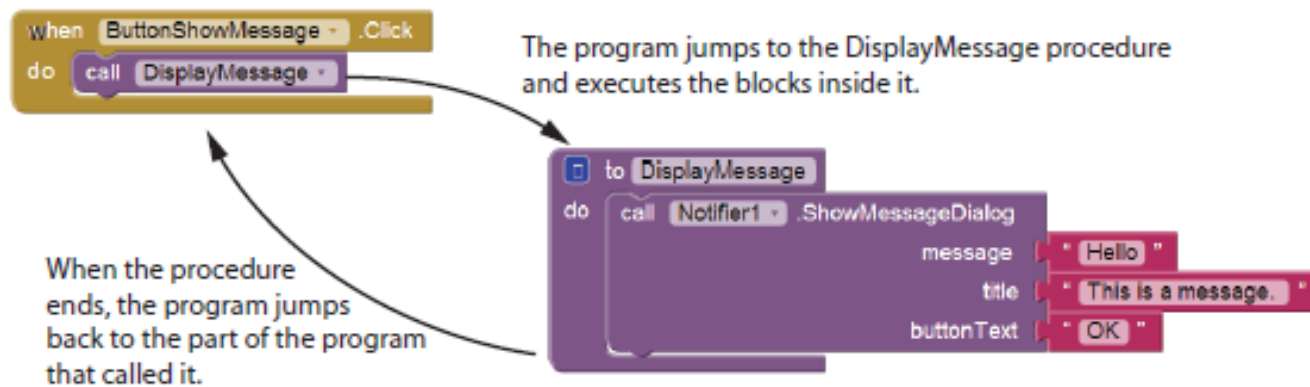 when ButtonShowMessage .Click
do call DisplayMessage
The program jumps to the DisplayMessage procedure
and executes the blocks inside it.
to DisplayMessage
do call Notifier1 .ShowMessageDialog
message " Hello "
title " This is a message. "
buttonText " OK "
When the procedure
ends, the program jumps
back to the part of the program
that called it.